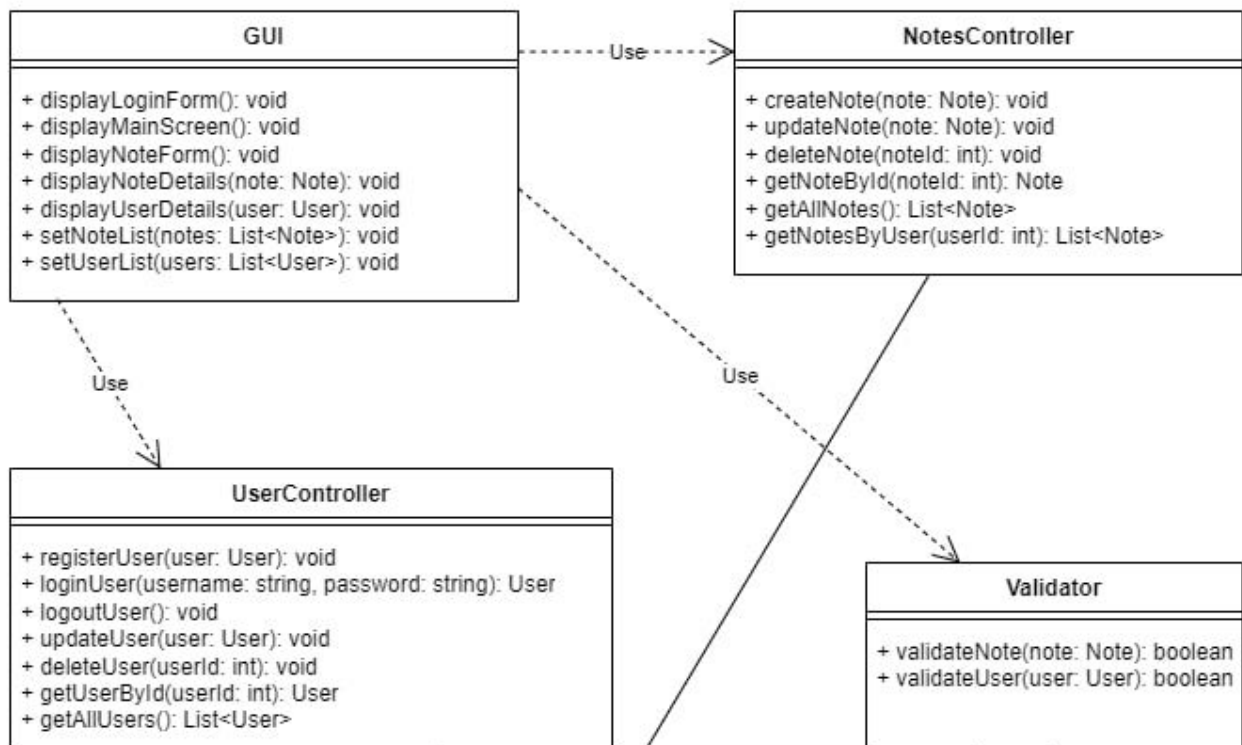 GUI
+ displayLoginForm(): void
+ displayMainScreen(): void
+ displayNoteForm(): void
+ displayNoteDetails(note: Note): void
+ displayUserDetails(user: User): void
+ setNoteList(notes: List<Note>): void
+ setUserList(users: List<User>): void
Use
NotesController
+ createNote(note: Note): void
+ updateNote(note: Note): void
+ deleteNote(noteId: int): void
+ getNoteById(noteId: int): Note
+ getAllNotes(): List<Note>
+ getNotesByUser(userId: int): List<Note>
Use
Use
UserController
+ registerUser(user: User): void
+ loginUser(username: string, password: string): User
+ logoutUser(): void
+ updateUser(user: User): void
+ deleteUser(userId: int): void
+ getUserById(userId: int): User
+ getAllUsers(): List<User>
Validator
+ validateNote(note: Note): boolean
+ validateUser(user: User): boolean